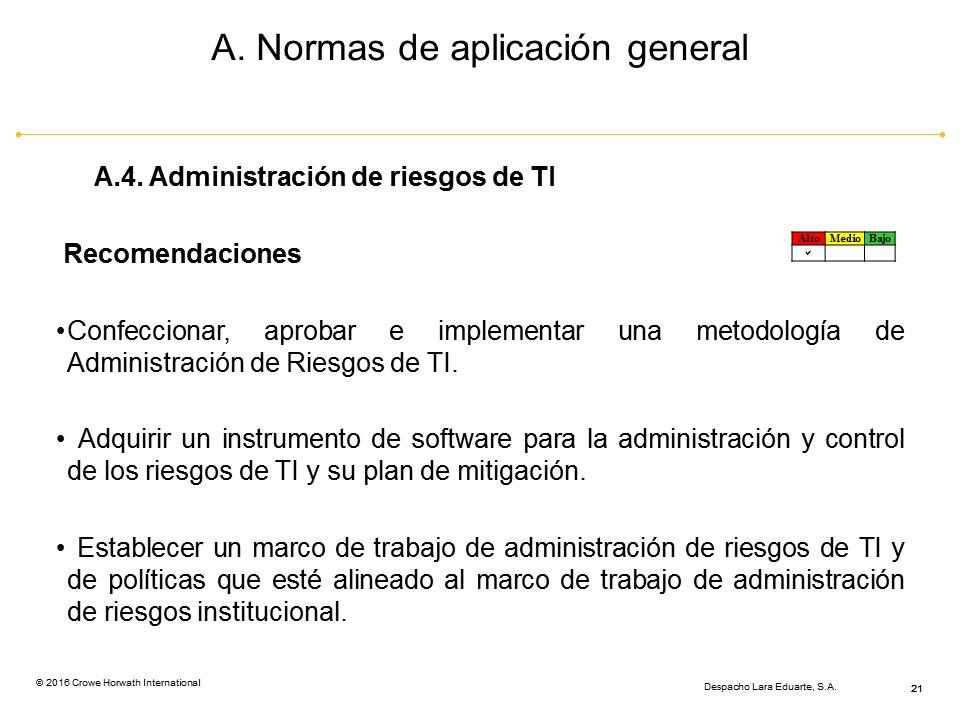 A. Normas de aplicación general
A.4. Administración de riesgos de TI
Recomendaciones
Alto Medio Bajo
✓
•Confeccionar, aprobar e implementar una metodología de
Administración de Riesgos de TI.
• Adquirir un instrumento de software para la administración y control
de los riesgos de TI y su plan de mitigación.
• Establecer un marco de trabajo de administración de riesgos de TI y
de políticas que esté alineado al marco de trabajo de administración
de riesgos institucional.
© 2016 Crowe Horwath International
Despacho Lara Eduarte, S.A.
21